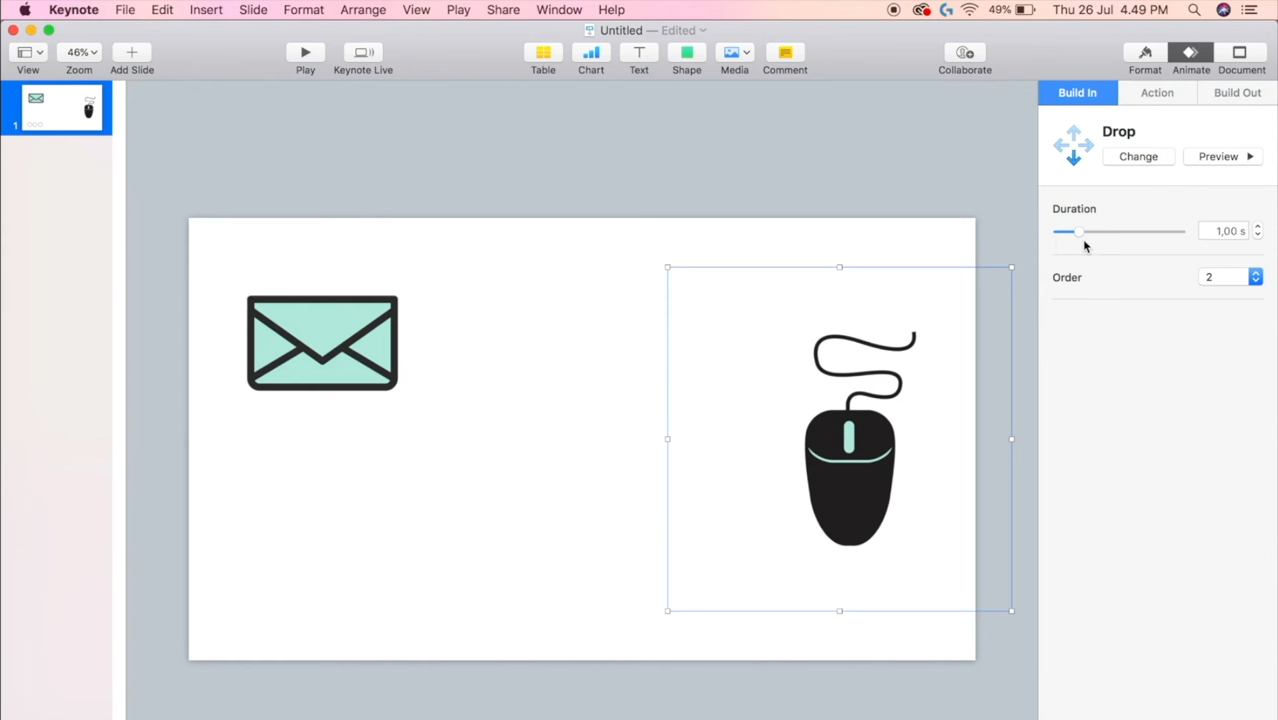 Keynote File Edit Insert Slide Format Arrange View Play Share Window Help 49% Thu 26 Jul 4.49 PM
Untitled — Edited
46%
View Zoom Add Slide Play Keynote Live Table Chart Text Shape Media Comment Collaborate Format Animate Document
1
Build In Action Build Out
Drop
Change Preview
Duration
1,00 s
Order 2